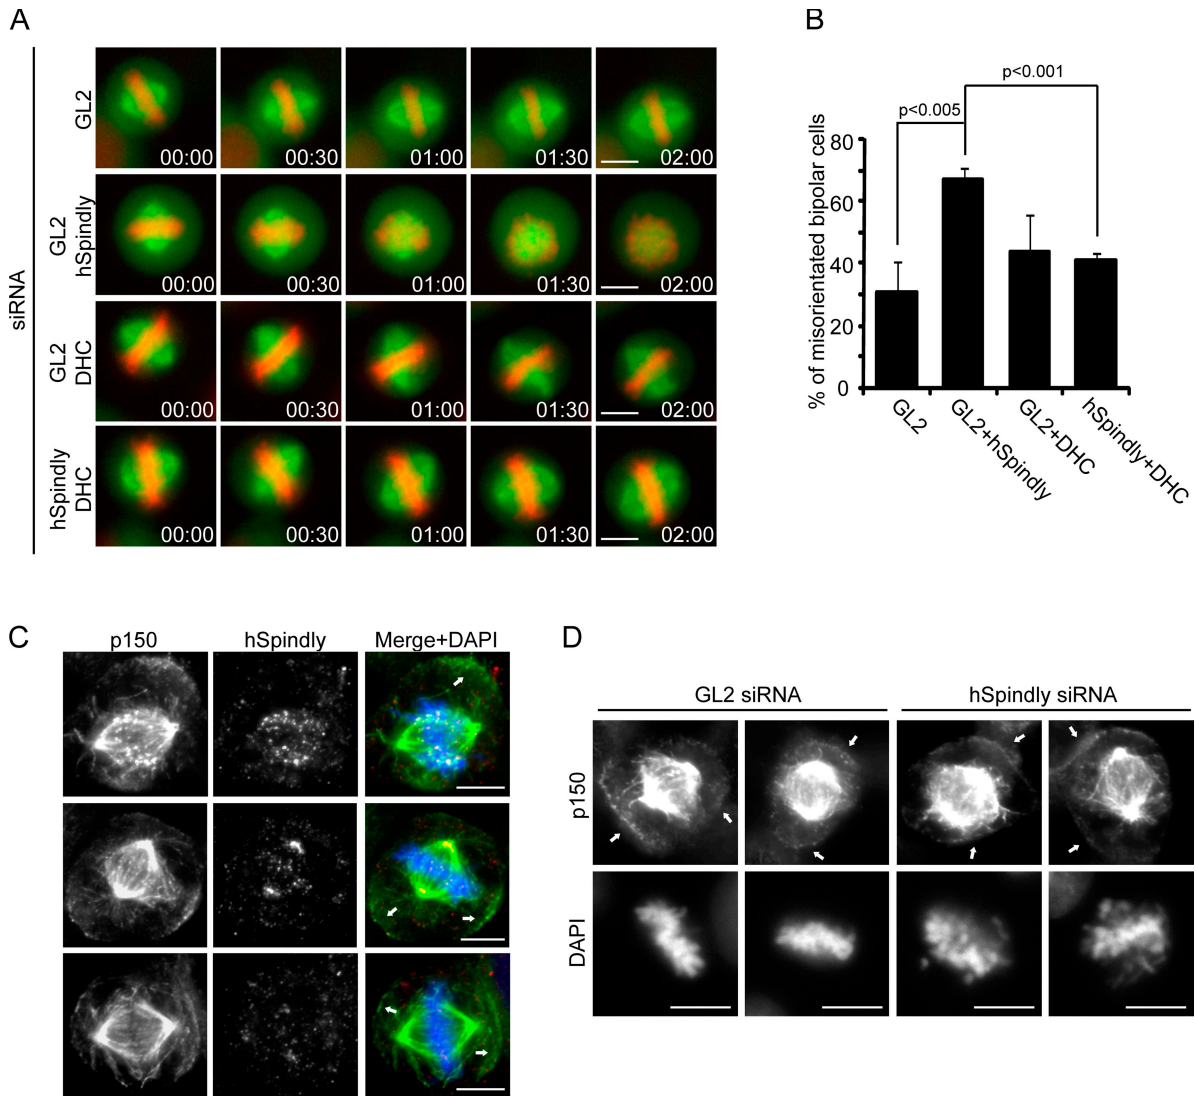 A
siRNA
GL2
00:00
00:30
01:00
01:30
02:00
GL2
hSpindly
00:00
00:30
01:00
01:30
02:00
GL2
DHC
00:00
00:30
01:00
01:30
02:00
hSpindly
DHC
00:00
00:30
01:00
01:30
02:00
B
p<0.001
p<0.005
% of misorientated bipolar cells
80
60
40
20
0
GL2
GL2+hSpindly
GL2+DHC
hSpindly+DHC
C
p150
hSpindly
Merge+DAPI
D
GL2 siRNA
hSpindly siRNA
p150
DAPI